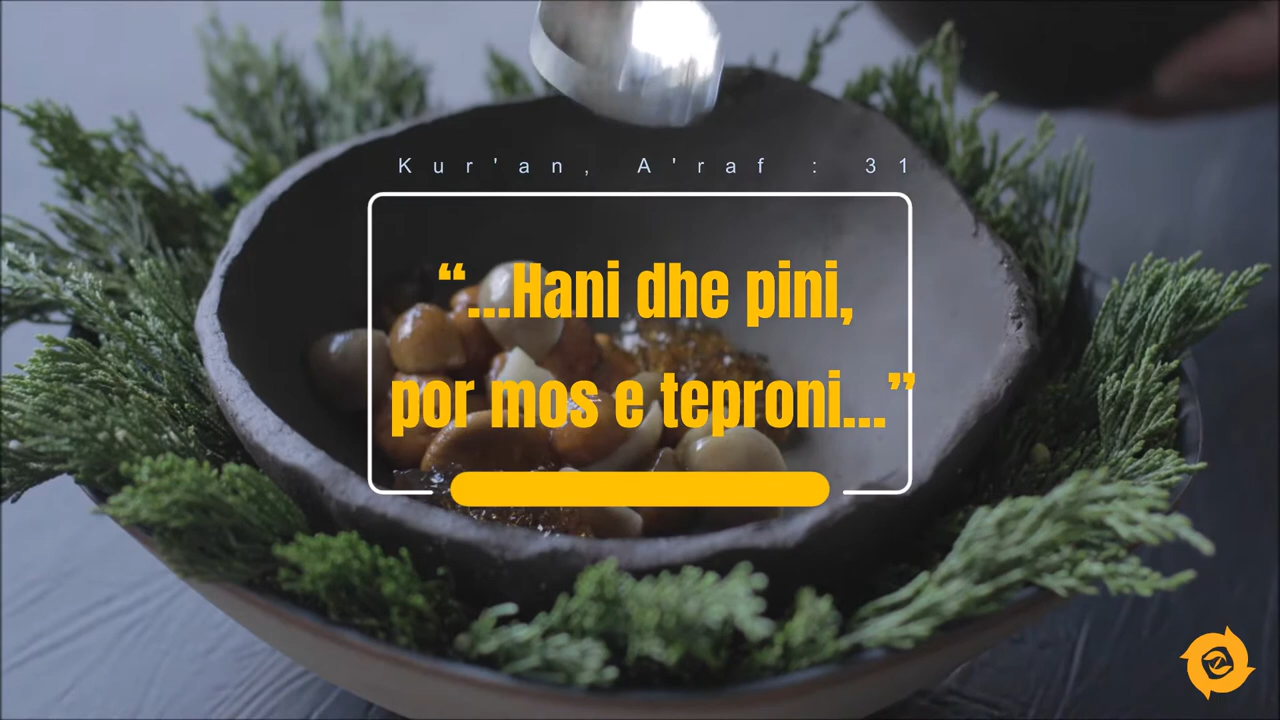 Kur'an, A'raf : 31
“...Hani dhe pini,
por mos e teproni...”